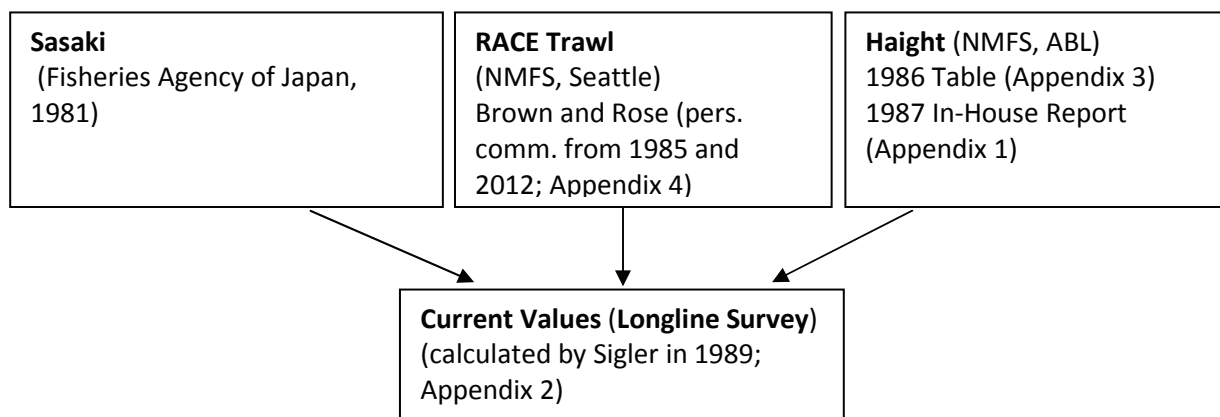 Sasaki
(Fisheries Agency of Japan,
1981)
RACE Trawl
(NMFS, Seattle)
Brown and Rose (pers.
comm. from 1985 and
2012; Appendix 4)
Haight (NMFS, ABL)
1986 Table (Appendix 3)
1987 In-House Report
(Appendix 1)
Current Values (Longline Survey)
(calculated by Sigler in 1989;
Appendix 2)